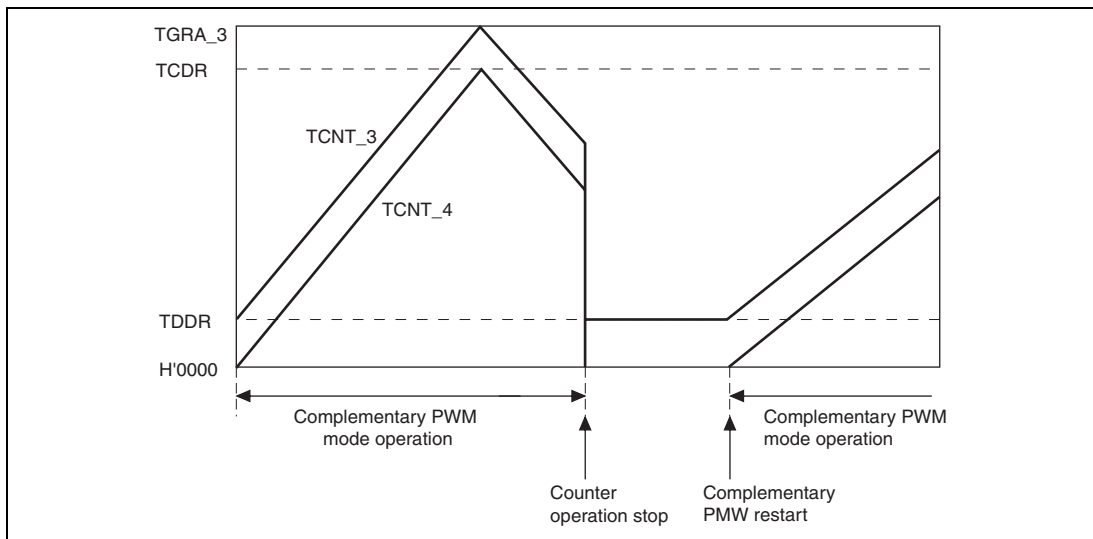 TGRA_3
TCDR
TCNT_3
TCNT_4
TDDR
H'0000
Complementary PWM
mode operation
Complementary PWM
mode operation
Counter
operation stop
Complementary
PMW restart